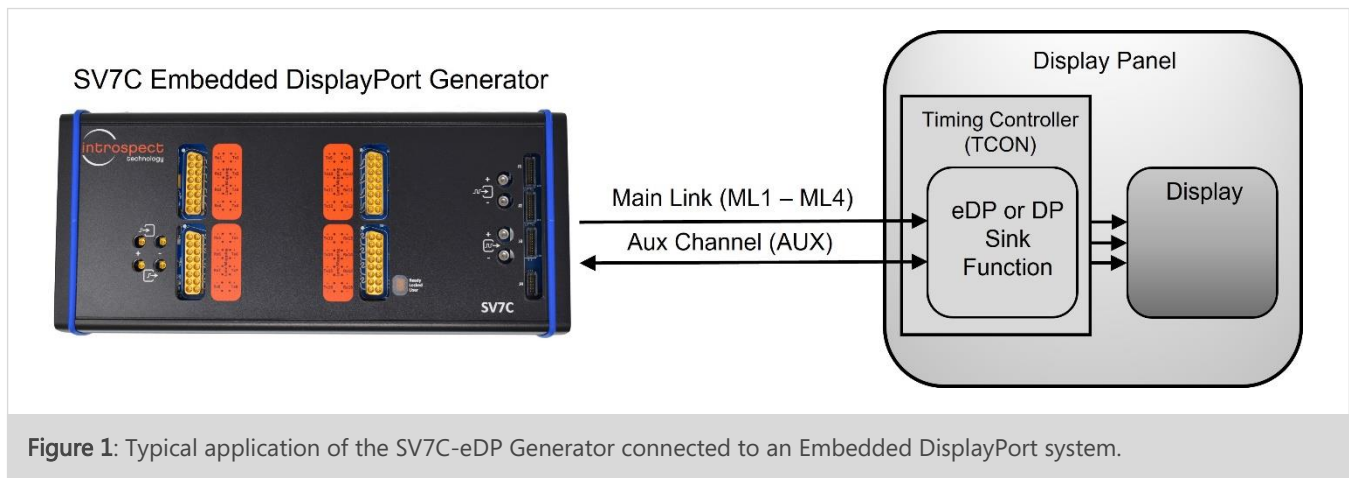 SV7C Embedded DisplayPort Generator
introspect
technology
SV7C
Main Link (ML1 – ML4)
Aux Channel (AUX)
Display Panel
Timing Controller
(TCON)
eDP or DP
Sink
Function
Display
Figure 1: Typical application of the SV7C-eDP Generator connected to an Embedded DisplayPort system.